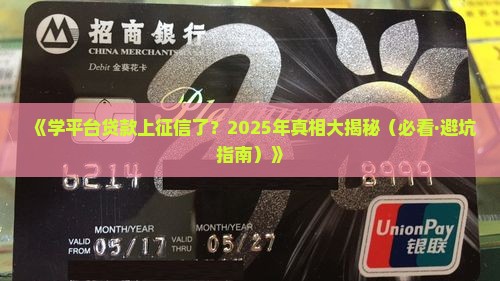 招商银行
CHINA MERCHANTS BANK
Debit 金葵花卡
Platinum
《学平台贷款上征信了？2025年真相大揭秘（必看·避坑
指南）》
6214 8999
MONTH/YEAR MONTH/YEAR
VALID FROM 05/17 VALID THRU 05/27
UnionPay
银联